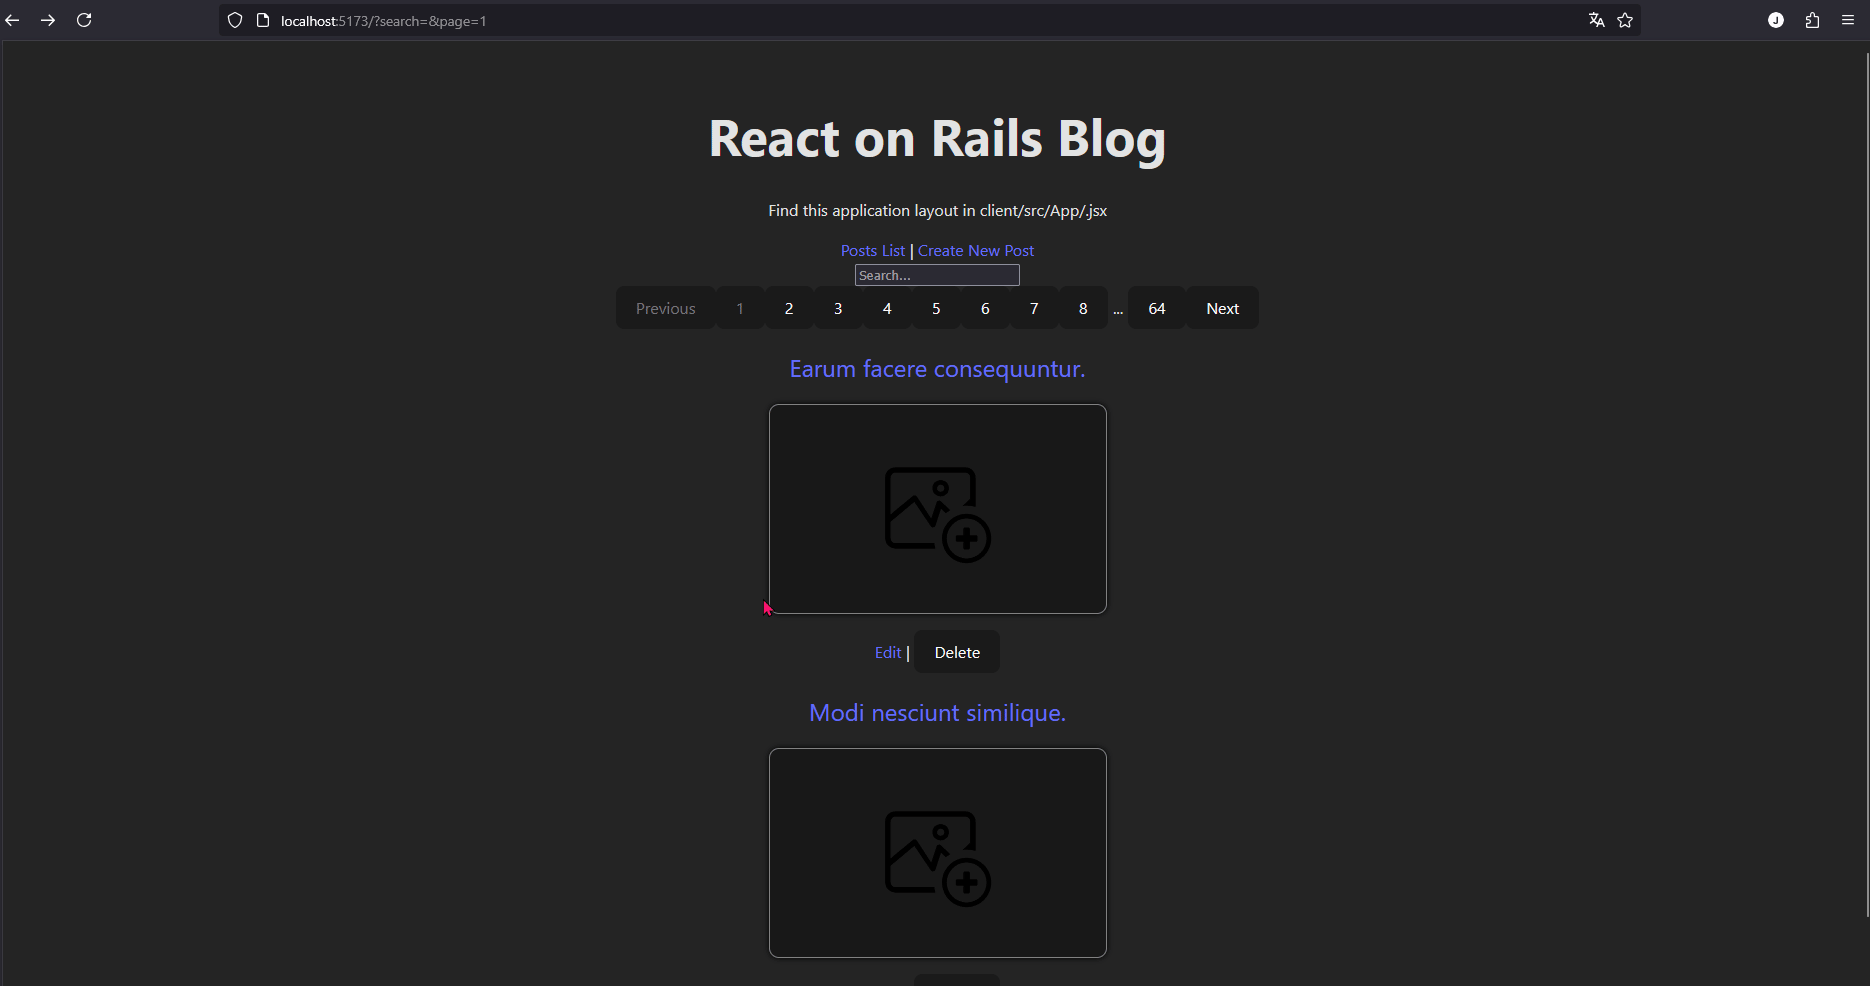 localhost:5173/?search=&page=1
J
React on Rails Blog
Find this application layout in client/src/App/.jsx
Posts List | Create New Post
Search...
Previous 1 2 3 4 5 6 7 8 ... 64 Next
Earum facere consequuntur.
Edit | Delete
Modi nesciunt similique.